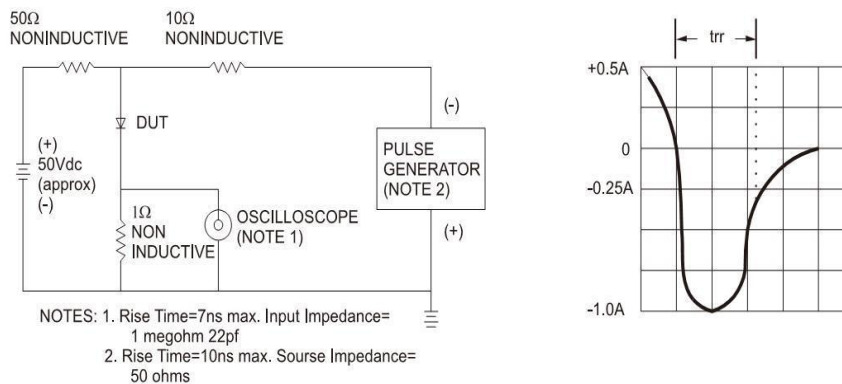 50Ω
NONINDUCTIVE
10Ω
NONINDUCTIVE
DUT
(+)
50Vdc
(approx)
(-)
1Ω
NON
INDUCTIVE
OSCILLOSCOPE
(NOTE 1)
(-)
PULSE
GENERATOR
(NOTE 2)
(+)
NOTES: 1. Rise Time=7ns max. Input Impedance=
1 megohm 22pf
2. Rise Time=10ns max. Sourse Impedance=
50 ohms
trr
+0.5A
0
-0.25A
-1.0A